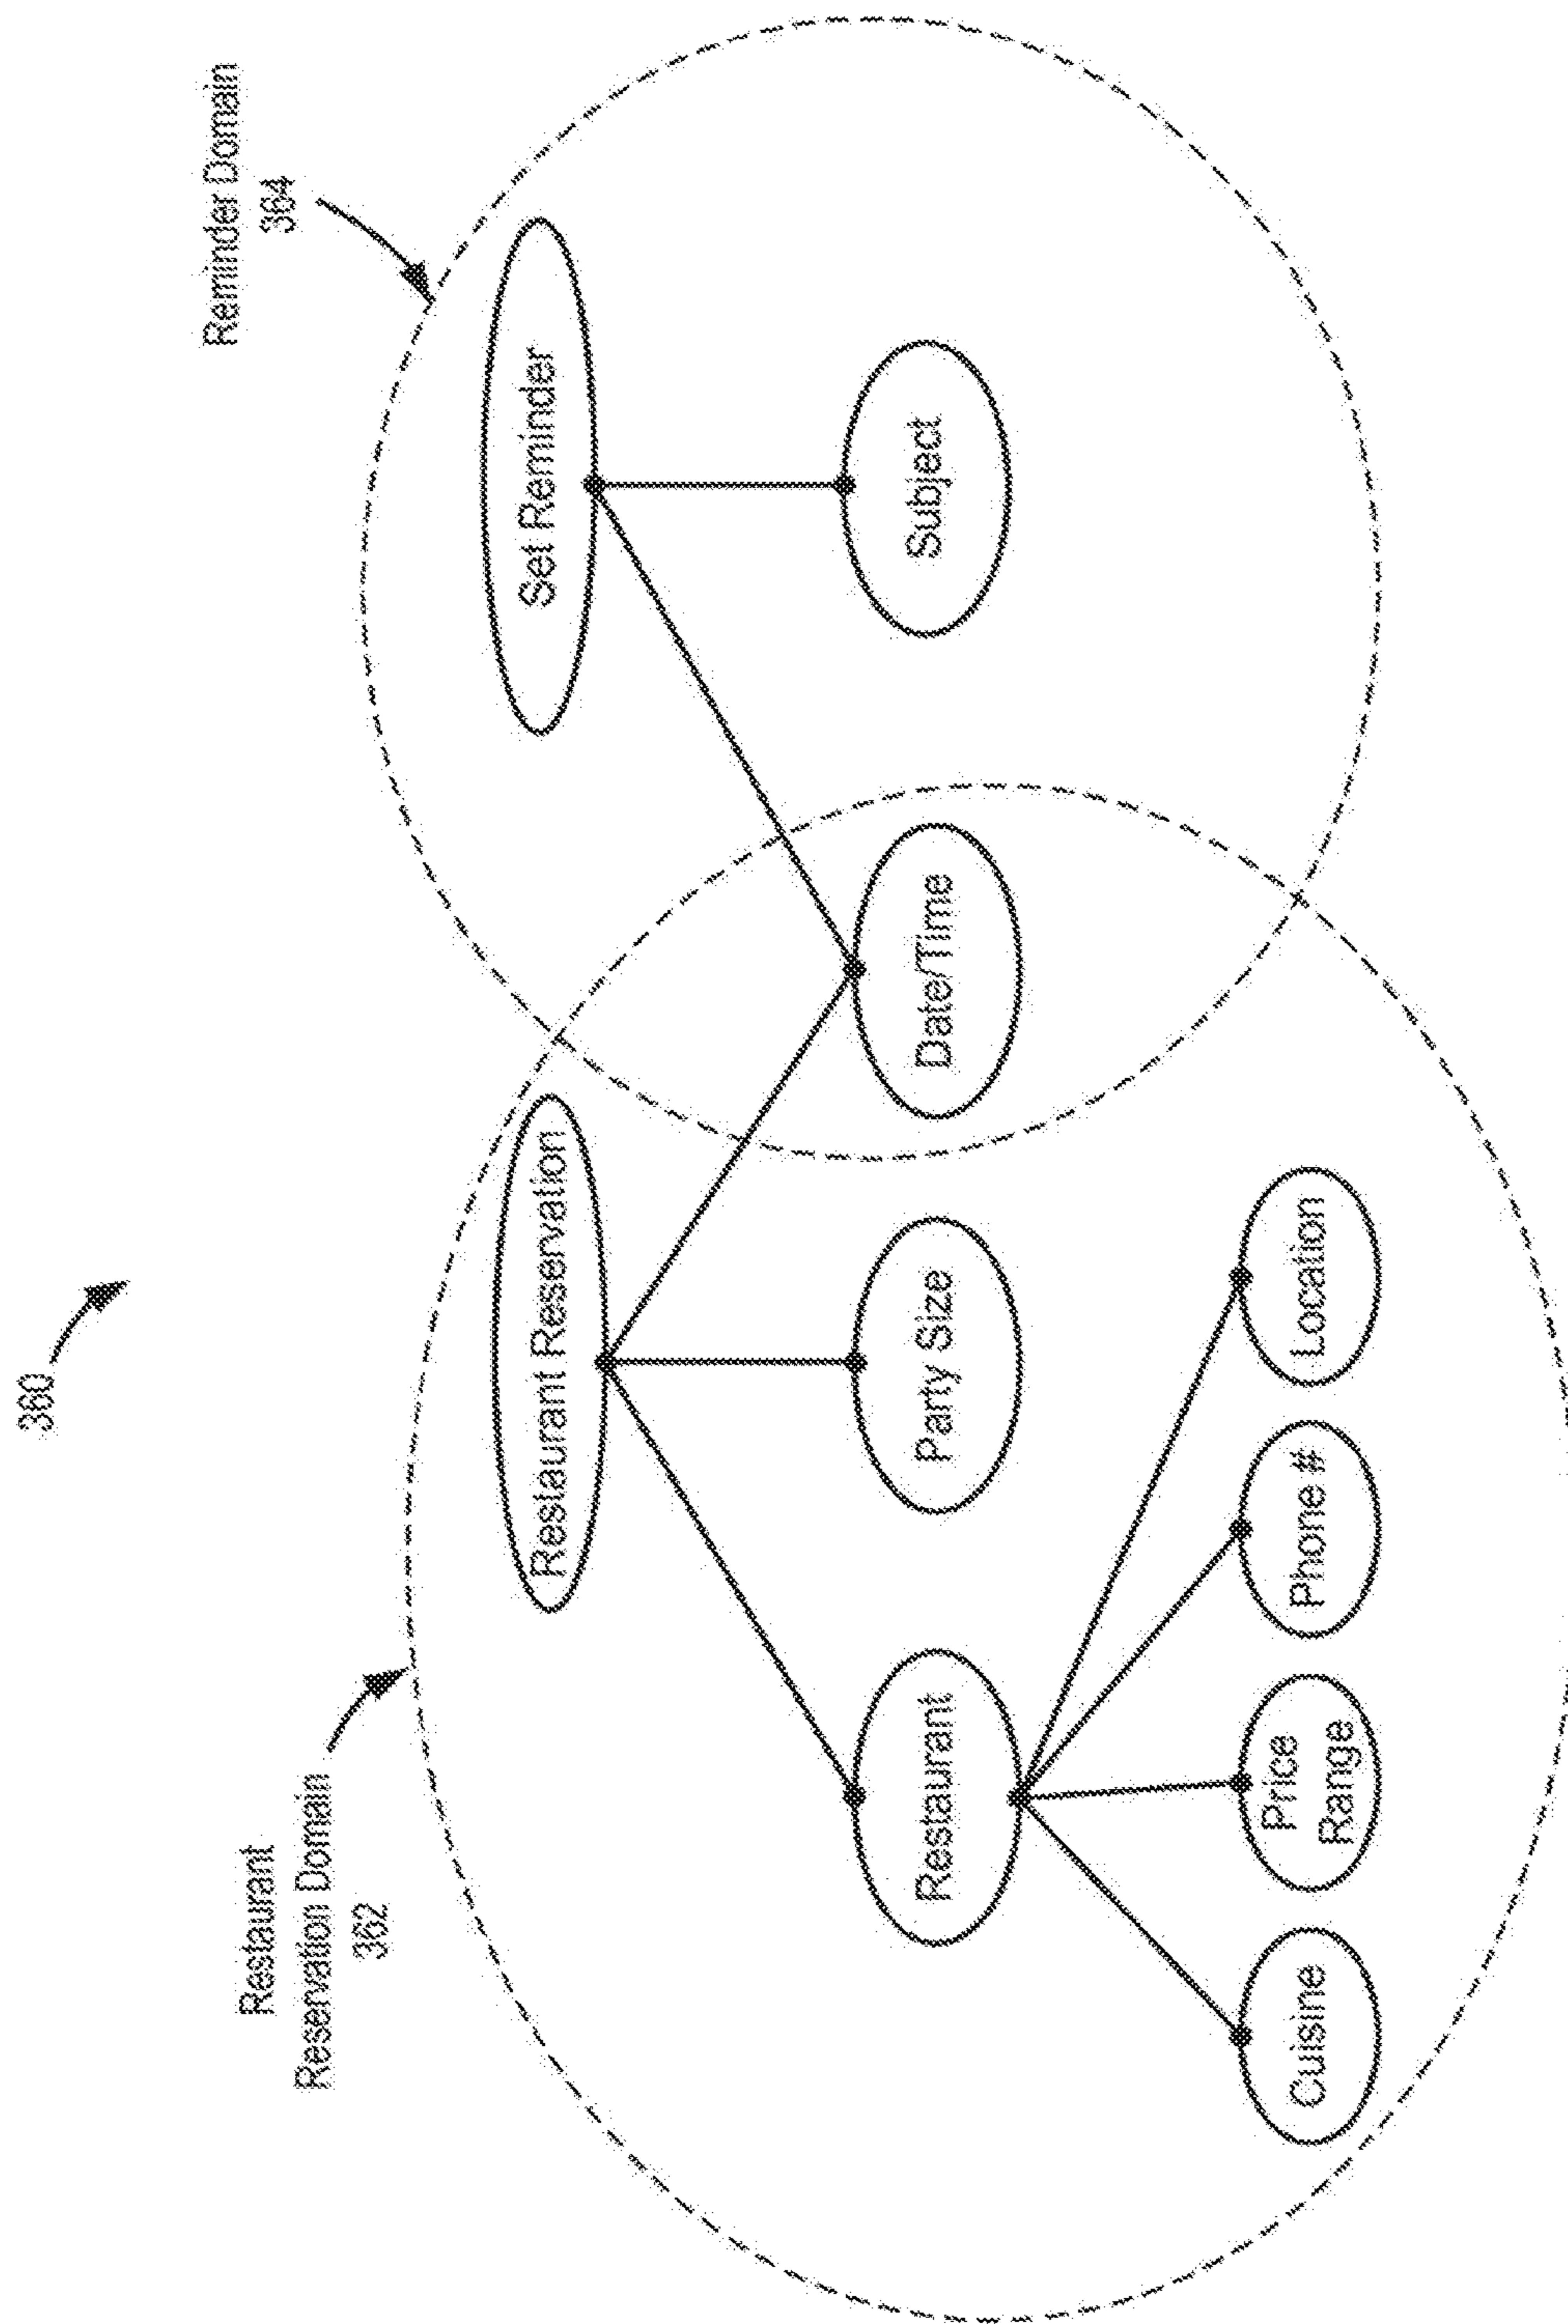 360
Restaurant
Reservation Domain
362
Reminder Domain
364
Restaurant Reservation
Set Reminder
Restaurant
Party Size
Date/Time
Subject
Cuisine
Price
Range
Phone #
Location